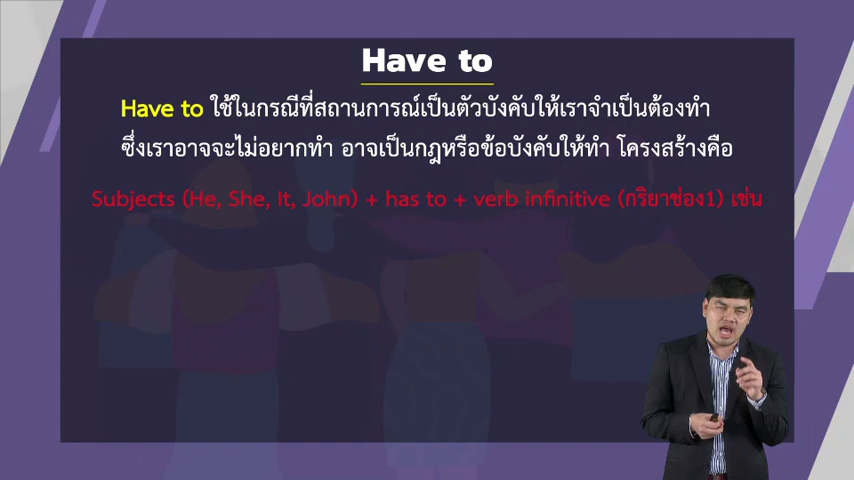 Have to
Have to ใช้ในกรณีที่สถานการณ์เป็นตัวบังคับให้เราจำเป็นต้องทำ
ซึ่งเราอาจจะไม่อยากทำ อาจเป็นกฎหรือข้อบังคับให้ทำ โครงสร้างคือ
Subjects (He, She, It, John) + has to + verb infinitive (กริยาช่อง1) เช่น